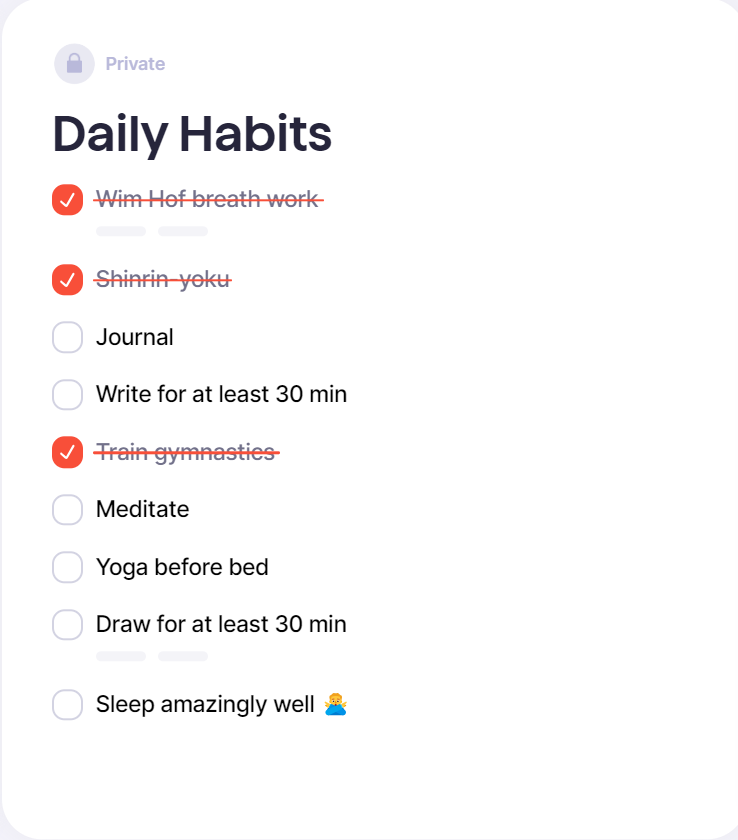 Private
Daily Habits
Wim Hof breath work
Shinrin-yoku
Journal
Write for at least 30 min
Train gymnastics
Meditate
Yoga before bed
Draw for at least 30 min
Sleep amazingly well 🙅‍♂️